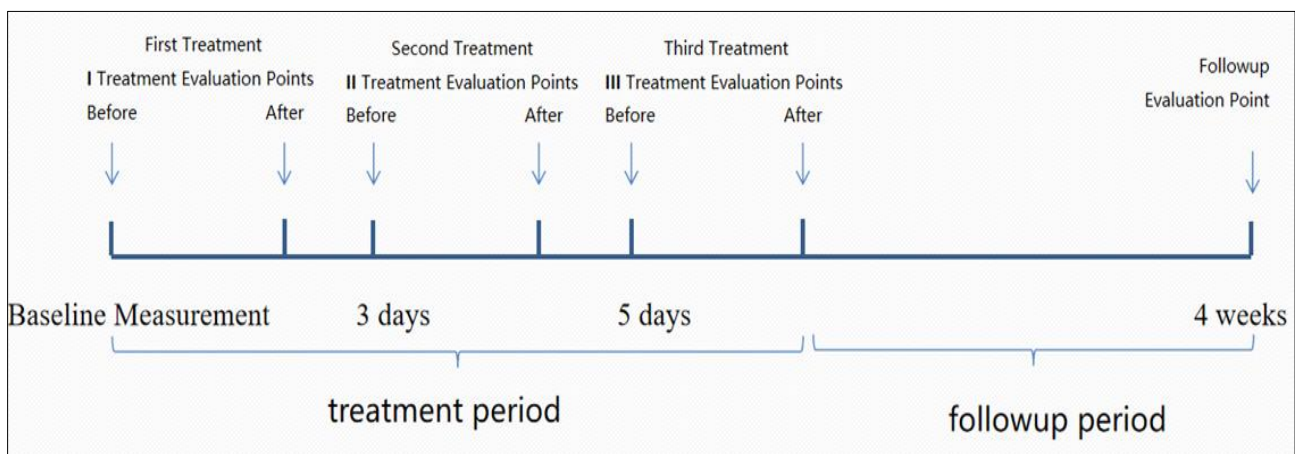 First Treatment
I Treatment Evaluation Points
Before After
Second Treatment
II Treatment Evaluation Points
Before After
Third Treatment
III Treatment Evaluation Points
Before After
Followup
Evaluation Point
Baseline Measurement 3 days 5 days 4 weeks
treatment period followup period